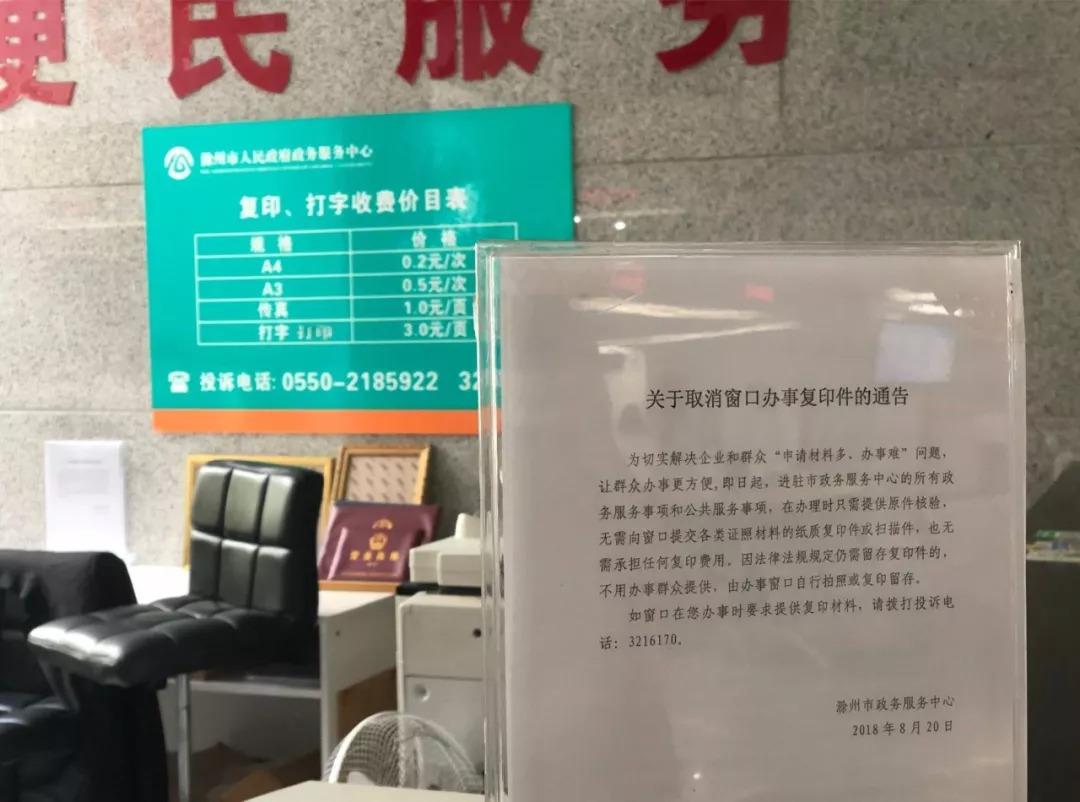 便民服务
滁州市人民政府政务服务中心
复印、打字收费价目表
规格 价格
A4 0.2元/次
A3 0.5元/次
传真 1.0元/页
打字 打印 3.0元/页
投诉电话: 0550-2185922 32
关于取消窗口办事复印件的通告
为切实解决企业和群众“申请材料多、办事难”问题,
让群众办事更方便,即日起,进驻市政务服务中心的所有政
务服务事项和公共服务事项,在办理时只需提供原件核验,
无需向窗口提交各类证照材料的纸质复印件或扫描件,也无
需承担任何复印费用。因法律法规规定仍需留存复印件的,
不用办事群众提供,由办事窗口自行拍照或复印留存。
如窗口在您办事时要求提供复印材料,请拨打投诉电
话:3216170。
滁州市政务服务中心
2018年8月20日